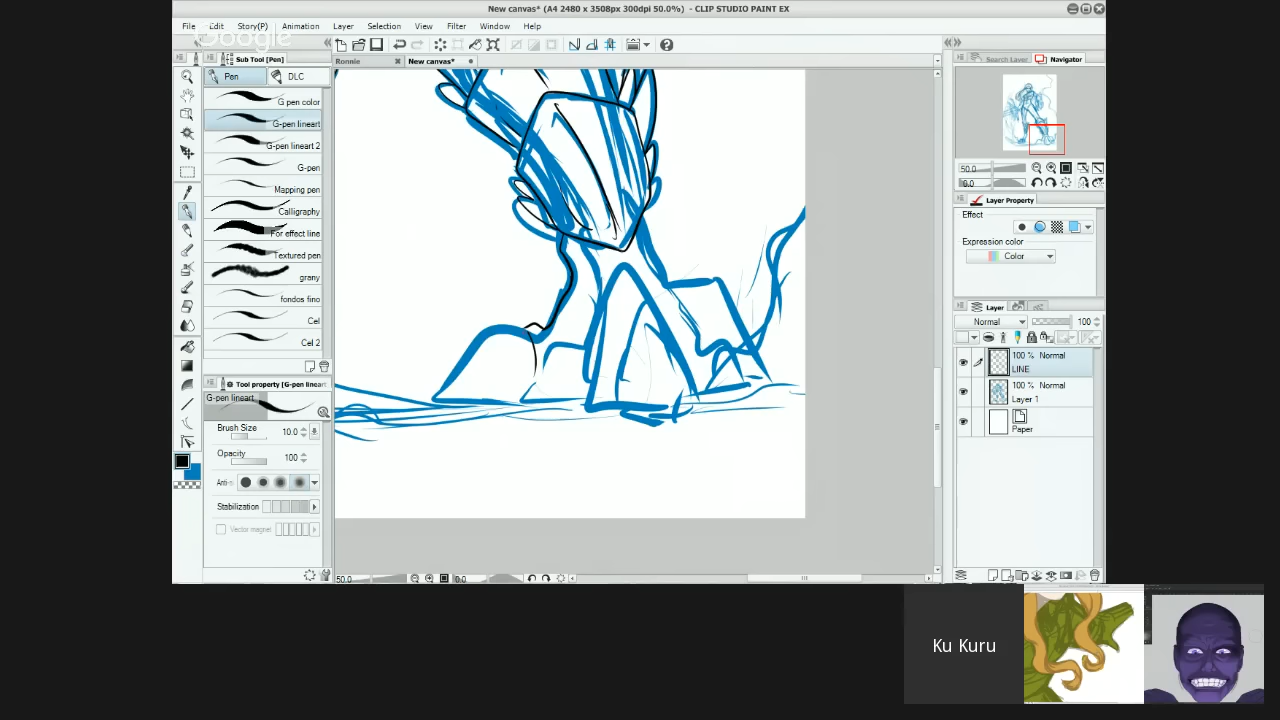 New canvas* (A4 2480 x 3508px 300dpi 50.0%) - CLIP STUDIO PAINT EX
File Edit Story(P) Animation Layer Selection View Filter Window Help
Google
Sub Tool [Pen]
Ronnie
New canvas*
Search Layer
Navigator
Pen
DLC
G pen color
G-pen lineart
G-pen lineart 2
G-pen
Mapping pen
Calligraphy
For effect line
Textured pen
grany
fondos fino
Cel
Cel 2
Tool property [G-pen lineart
G-pen lineart
Brush Size
10.0
Opacity
100
Stabilization
Vector magnet
50.0
0.0
50.0
0.0
Layer Property
Effect
Expression color
Color
Layer
Normal
100
100 % Normal
LINE
100 % Normal
Layer 1
Paper
Ku Kuru